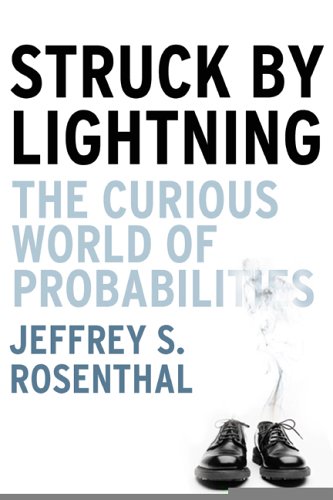 STRUCK BY
LIGHTNING
THE CURIOUS
WORLD OF
PROBABILITIES
JEFFREY S.
ROSENTHAL